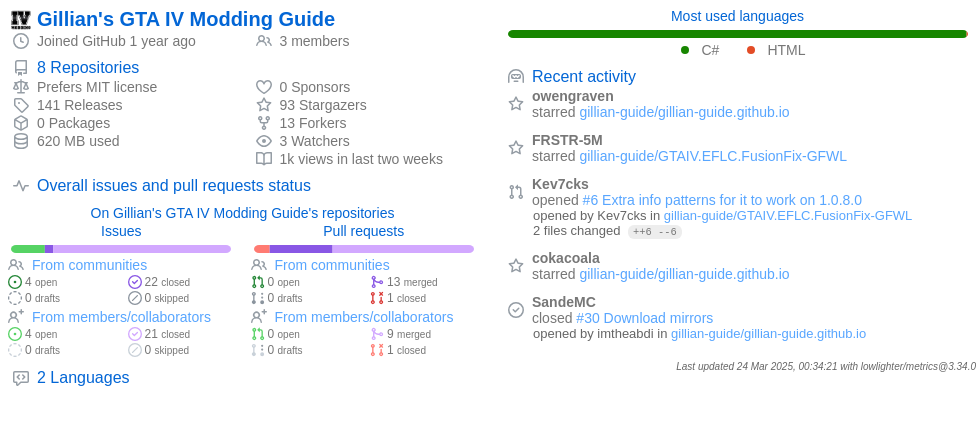 Gillian's GTA IV Modding Guide
Joined GitHub 1 year ago
3 members
8 Repositories
Prefers MIT license
0 Sponsors
141 Releases
93 Stargazers
0 Packages
13 Forkers
620 MB used
3 Watchers
1k views in last two weeks
Overall issues and pull requests status
On Gillian's GTA IV Modding Guide's repositories
Issues
Pull requests
From communities
4 open
2 closed
0 drafts
0 skipped
From communities
0 open
13 merged
0 drafts
1 closed
From members/collaborators
4 open
21 closed
0 drafts
0 skipped
From members/collaborators
0 open
9 merged
0 drafts
1 closed
2 Languages
Most used languages
C#
HTML
Recent activity
owengraven
starred gillian-guide/gillian-guide.github.io
FRSTR-5M
starred gillian-guide/GTAIV.EFLC.FusionFix-GFWL
Kev7cks
opened #6 Extra info patterns for it to work on 1.0.8.0
opened by Kev7cks in gillian-guide/GTAIV.EFLC.FusionFix-GFWL
2 files changed ++6 --6
cokacoala
starred gillian-guide/gillian-guide.github.io
SandeMC
closed #30 Download mirrors
opened by imtheabdi in gillian-guide/gillian-guide.github.io
Last updated 24 Mar 2025, 00:34:21 with lowlighter/metrics@3.34.0